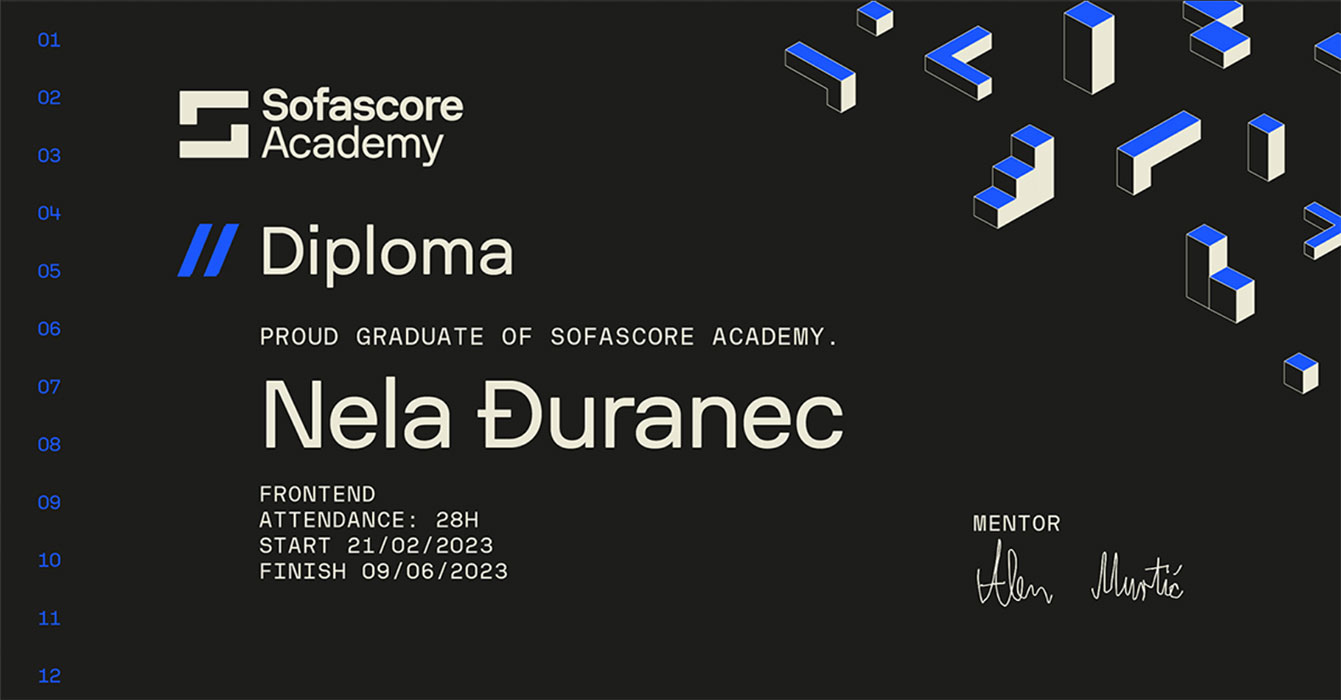 01
02
03
04
05
06
07
08
09
10
11
12
Sofascore
Academy
// Diploma
PROUD GRADUATE OF SOFASCORE ACADEMY.
Nela Đuranec
FRONTEND
ATTENDANCE: 28H
START 21/02/2023
FINISH 09/06/2023
MENTOR
Alen Murtić